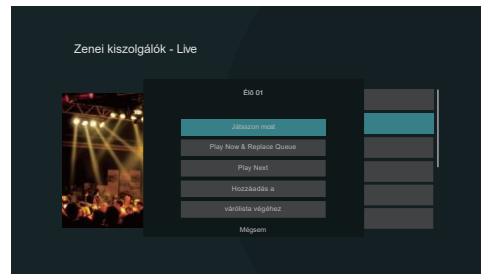 Zenei kiszolgálók - Live
Élő 01
Játsszon most
Play Now & Replace Queue
Play Next
Hozzáadás a
várólista végéhez
Mégsem